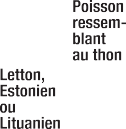 Poisson
ressem-
blant
au thon
Letton,
Estonien
ou
Lituanien